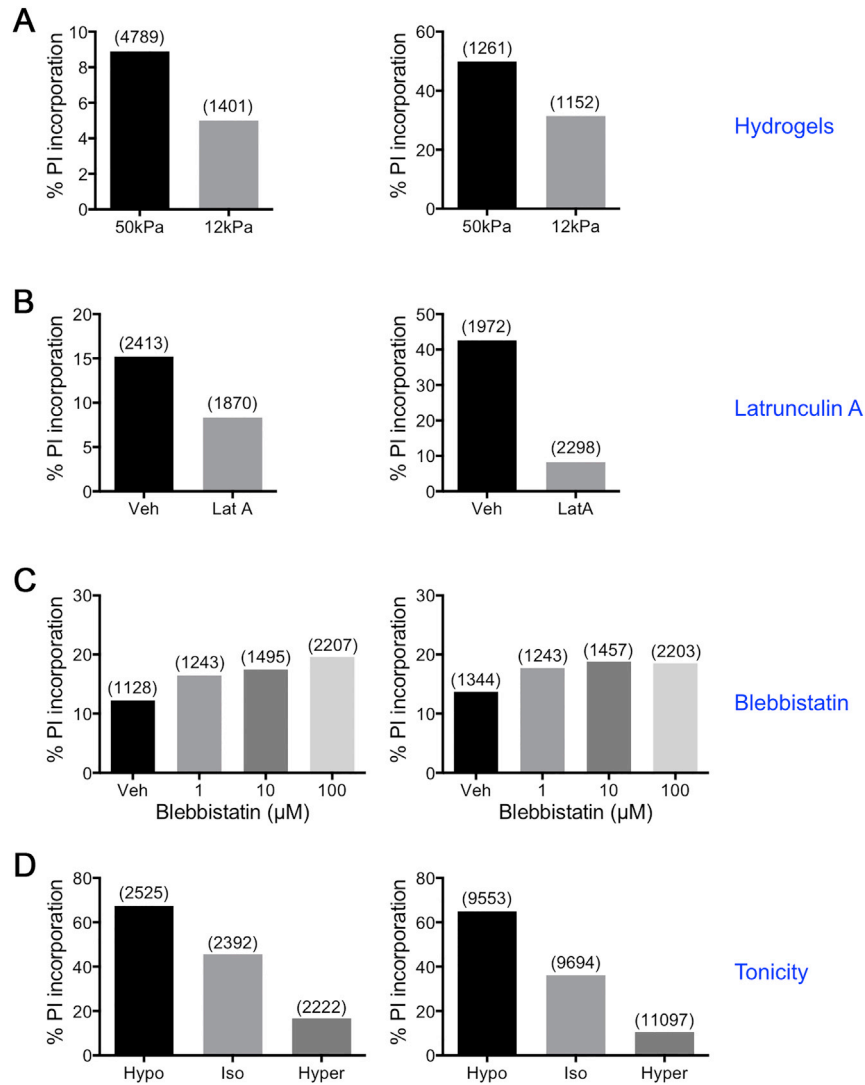 A
% PI incorporation
10
8
6
4
2
0
(4789)
(1401)
50kPa 12kPa
% PI incorporation
60
40
20
0
(1261)
(1152)
50kPa 12kPa
Hydrogels
B
% PI incorporation
20
15
10
5
0
(2413)
(1870)
Veh Lat A
% PI incorporation
50
40
30
20
10
0
(1972)
(2298)
Veh LatA
Latrunculin A
C
% PI incorporation
30
20
10
0
(1128)
(1243)
(1495)
(2207)
Veh 1 10 100
Blebbistatin (µM)
% PI incorporation
30
20
10
0
(1344)
(1243)
(1457)
(2203)
Veh 1 10 100
Blebbistatin (µM)
Blebbistatin
D
% PI incorporation
80
60
40
20
0
(2525)
(2392)
(2222)
Hypo Iso Hyper
% PI incorporation
80
60
40
20
0
(9553)
(9694)
(11097)
Hypo Iso Hyper
Tonicity